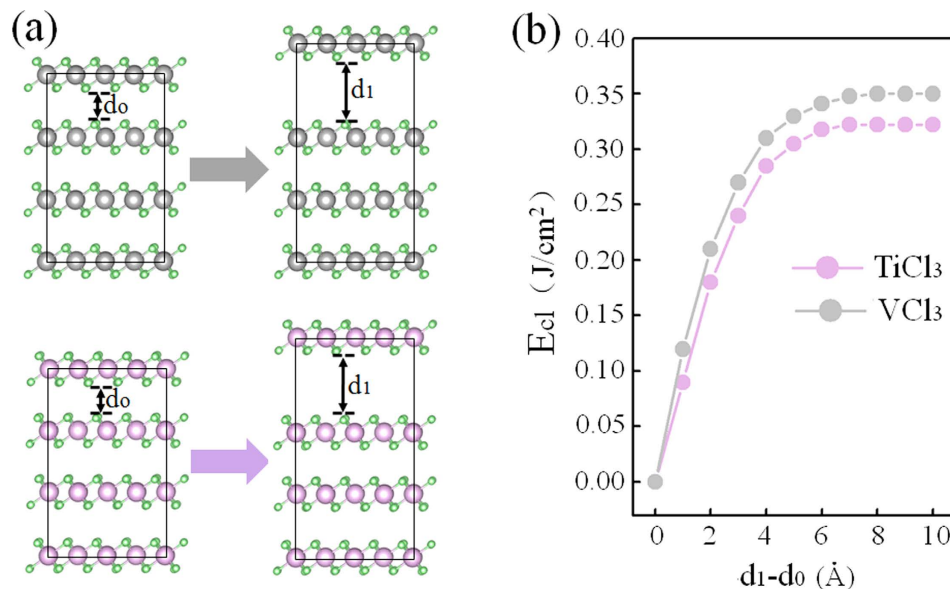 (a)
d₀
d₁
d₀
d₁
(b)
0.40
0.35
0.30
0.25
0.20
0.15
0.10
0.05
0.00
E_cl ( J/cm²)
TiCl₃
VCl₃
0 2 4 6 8 10
d₁-d₀ (Å)